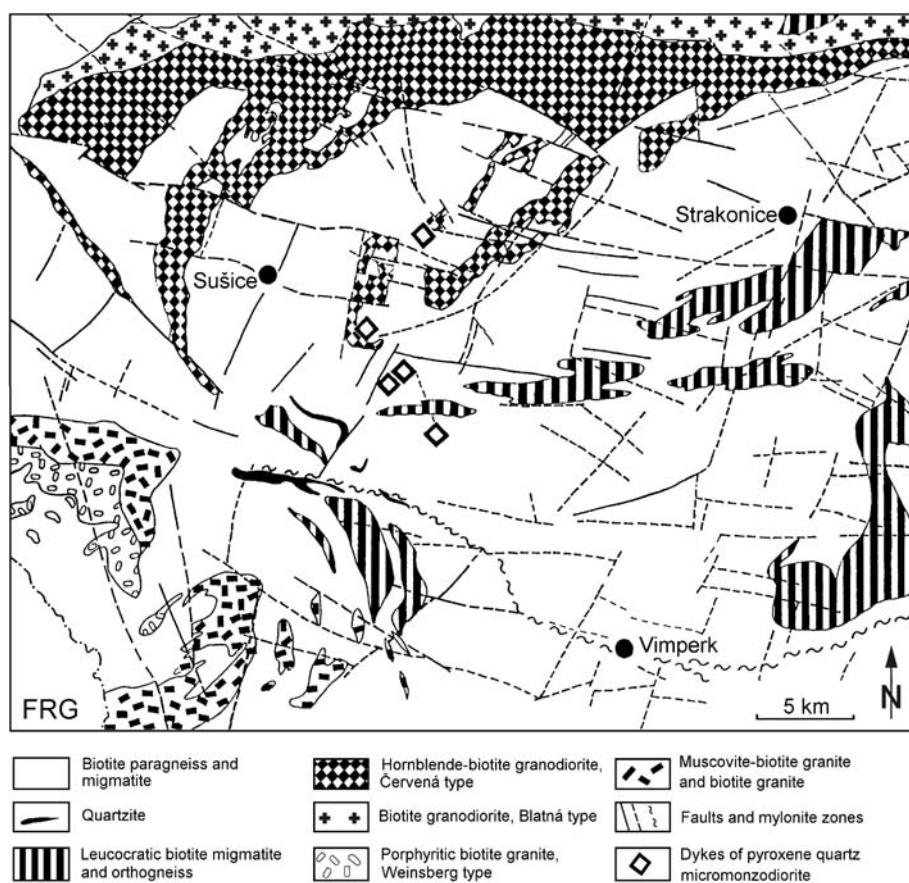 Strakonice
Sušice
Vimperk
FRG
5 km
N
Biotite paragneiss and
migmatite
Quartzite
Leucocratic biotite migmatite
and orthogneiss
Hornblende-biotite granodiorite,
Červená type
Biotite granodiorite, Blatná type
Porphyritic biotite granite,
Weinsberg type
Muscovite-biotite granite
and biotite granite
Faults and mylonite zones
Dykes of pyroxene quartz
micromonzodiorite